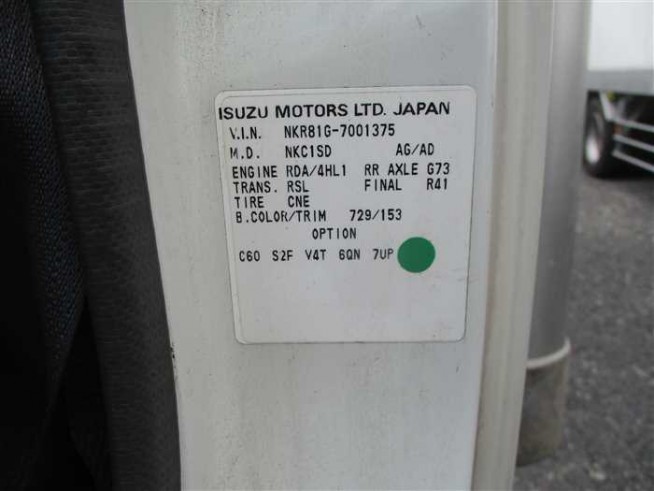 ISUZU MOTORS LTD. JAPAN
V.I.N. NKR81G-7001375
M.D. NKC1SD AG/AD
ENGINE RDA/4HL1 RR AXLE G73
TRANS. RSL FINAL R41
TIRE CNE
B.COLOR/TRIM 729/153
OPTION
C60 S2F V4T 6QN 7UP